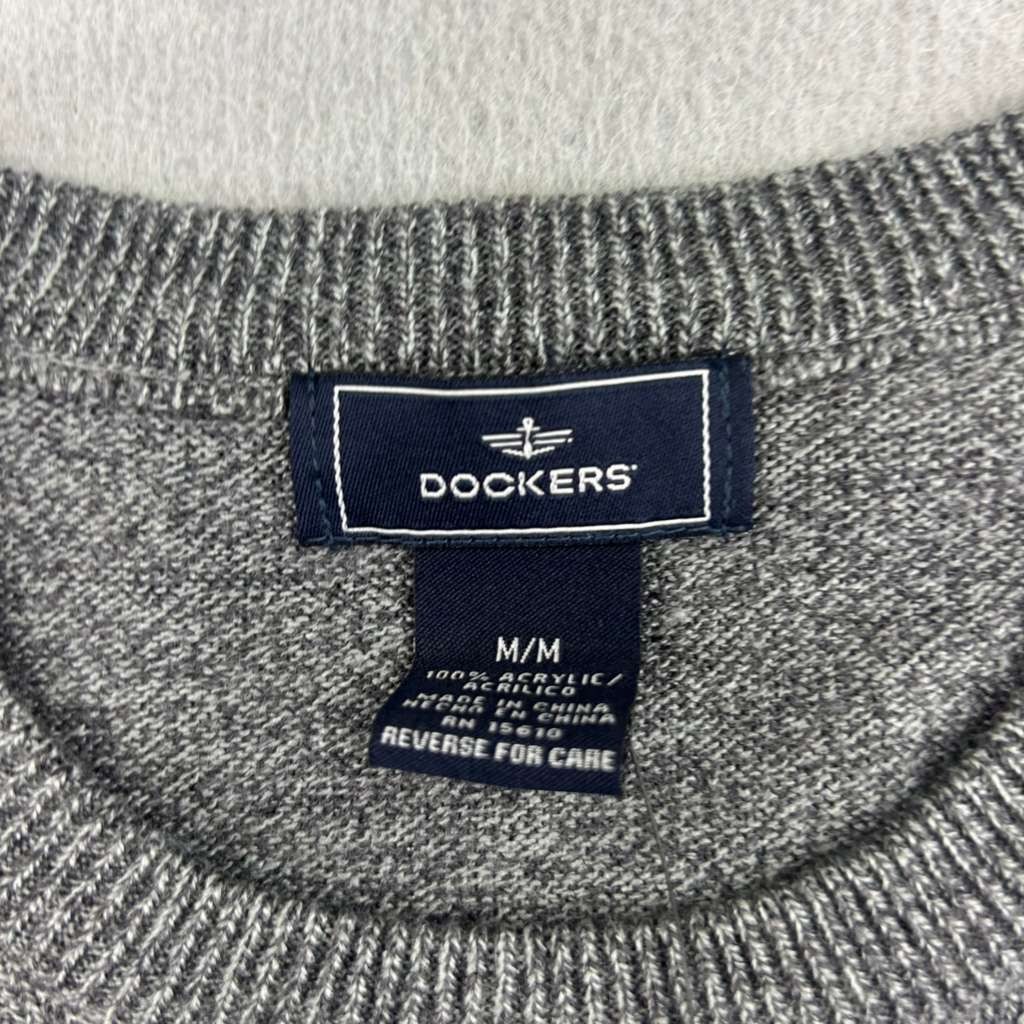 DOCKERS
M/M
100% ACRYLIC/
ACRILICO
MADE IN CHINA
HECHO EN CHINA
RN 15610
REVERSE FOR CARE